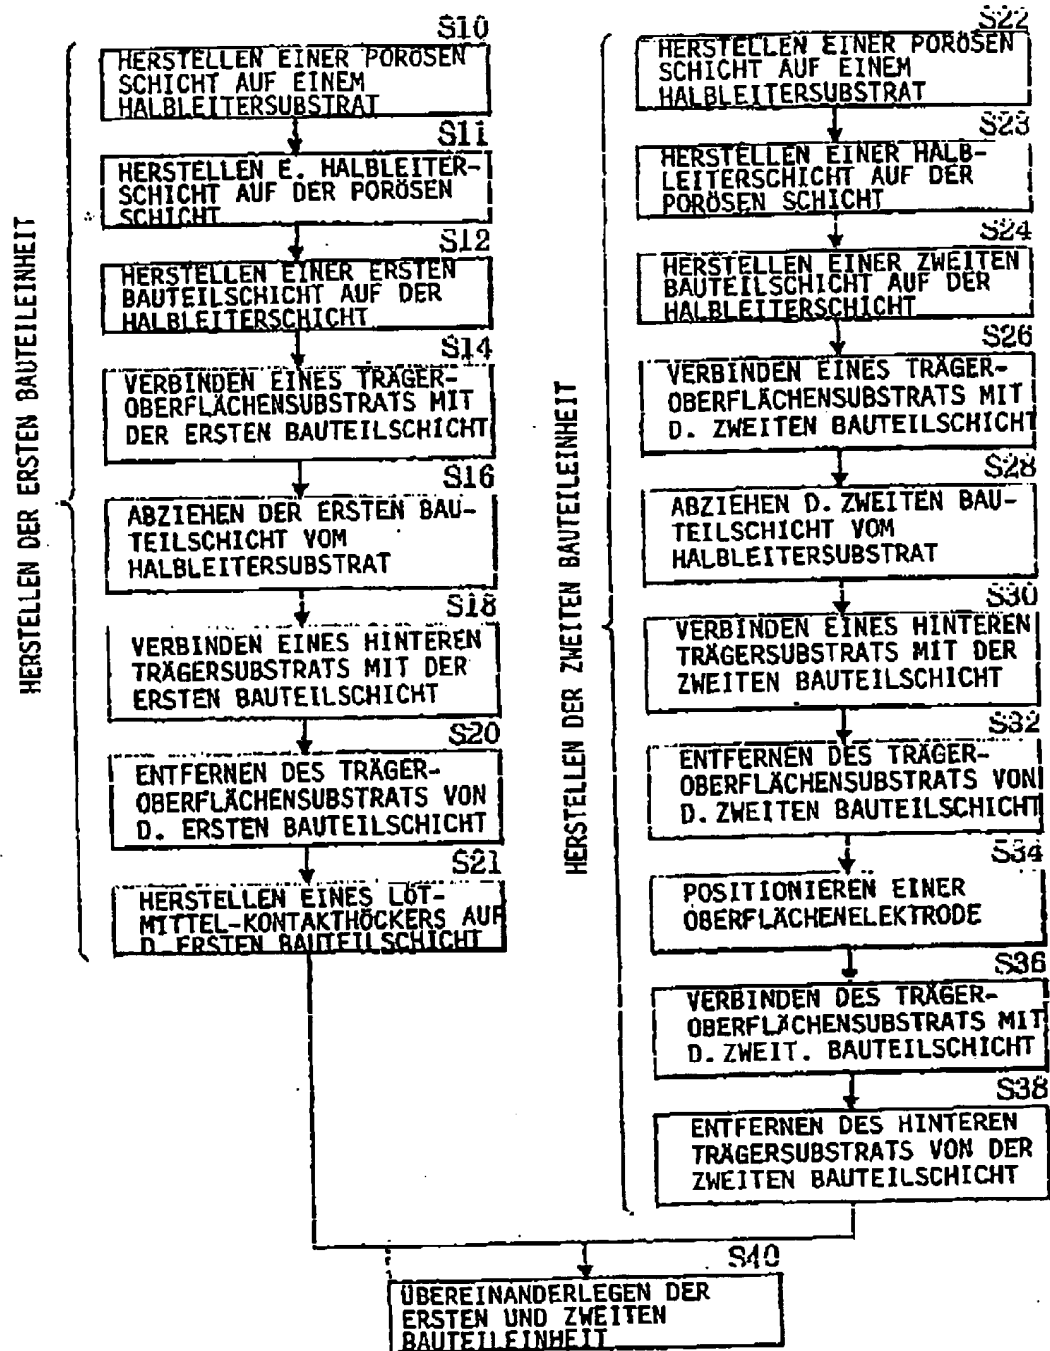 HERSTELLEN DER ERSTEN BAUTEILEINHEIT
S10
HERSTELLEN EINER PORÖSEN
SCHICHT AUF EINEM
HALBLEITERSUBSTRAT
S11
HERSTELLEN E. HALBLEITER-
SCHICHT AUF DER PORÖSEN
SCHICHT
S12
HERSTELLEN EINER ERSTEN
BAUTEILSCHICHT AUF DER
HALBLEITERSCHICHT
S14
VERBINDEN EINES TRÄGER-
OBERFLÄCHENSUBSTRATS MIT
DER ERSTEN BAUTEILSCHICHT
S16
ABZIEHEN DER ERSTEN BAU-
TEILSCHICHT VOM
HALBLEITERSUBSTRAT
S18
VERBINDEN EINES HINTEREN
TRÄGERSUBSTRATS MIT DER
ERSTEN BAUTEILSCHICHT
S20
ENTFERNEN DES TRÄGER-
OBERFLÄCHENSUBSTRATS VON
D. ERSTEN BAUTEILSCHICHT
S21
HERSTELLEN EINES LÖT-
MITTEL-KONTAKTHÖCKERS AUF
D. ERSTEN BAUTEILSCHICHT
HERSTELLEN DER ZWEITEN BAUTEILEINHEIT
S22
HERSTELLEN EINER PORÖSEN
SCHICHT AUF EINEM
HALBLEITERSUBSTRAT
S23
HERSTELLEN EINER HALB-
LEITERSCHICHT AUF DER
PORÖSEN SCHICHT
S24
HERSTELLEN EINER ZWEITEN
BAUTEILSCHICHT AUF DER
HALBLEITERSCHICHT
S26
VERBINDEN EINES TRÄGER-
OBERFLÄCHENSUBSTRATS MIT
D. ZWEITEN BAUTEILSCHICHT
S28
ABZIEHEN D. ZWEITEN BAU-
TEILSCHICHT VOM
HALBLEITERSUBSTRAT
S30
VERBINDEN EINES HINTEREN
TRÄGERSUBSTRATS MIT DER
ZWEITEN BAUTEILSCHICHT
S32
ENTFERNEN DES TRÄGER-
OBERFLÄCHENSUBSTRATS VON
D. ZWEITEN BAUTEILSCHICHT
S34
POSITIONIEREN EINER
OBERFLÄCHENELEKTRODE
S36
VERBINDEN DES TRÄGER-
OBERFLÄCHENSUBSTRATS MIT
D. ZWEIT. BAUTEILSCHICHT
S38
ENTFERNEN DES HINTEREN
TRÄGERSUBSTRATS VON DER
ZWEITEN BAUTEILSCHICHT
S40
ÜBEREINANDERLEGEN DER
ERSTEN UND ZWEITEN
BAUTEILEINHEIT